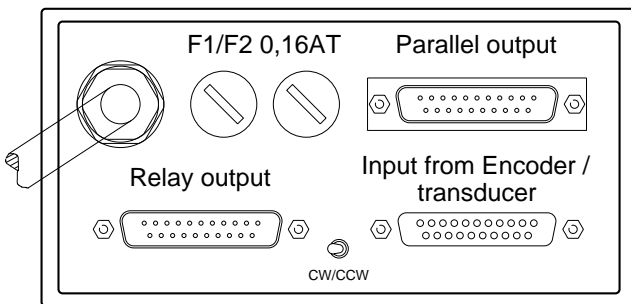 F1/F2 0,16AT
Parallel output
Relay output
Input from Encoder /
transducer
CW/CCW